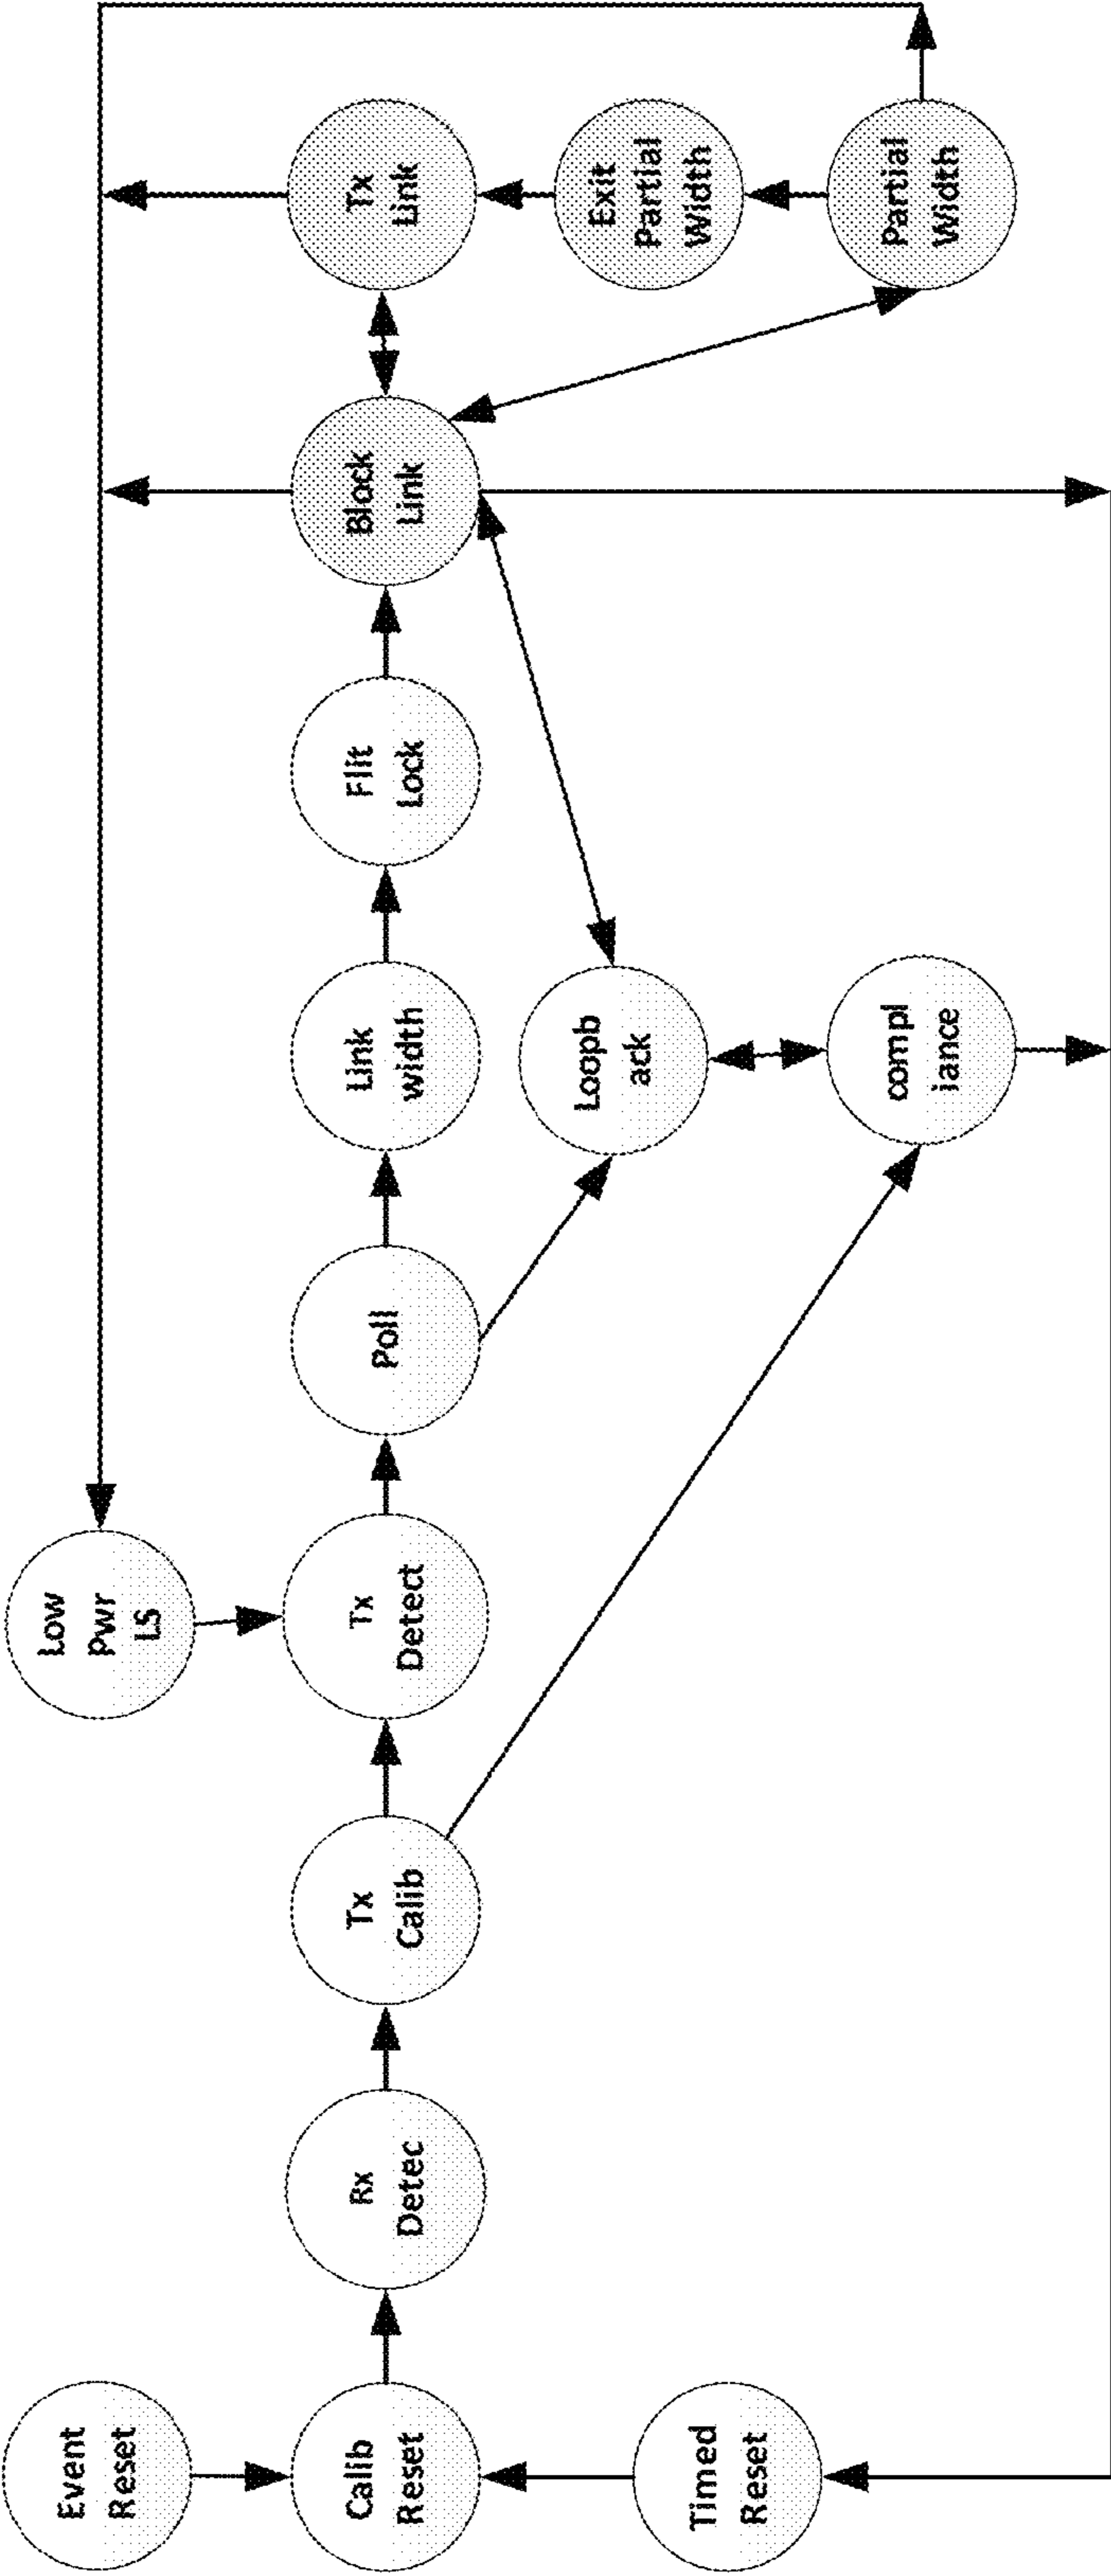 Event
Reset
Calib
Reset
Timed
Reset
Rx
Detec
Tx
Calib
Low
Pwr
LS
Tx
Detect
Poll
Link
width
Loopb
ack
compl
iance
Flit
Lock
Block
Link
Tx
Link
Exit
Partial
Width
Partial
Width